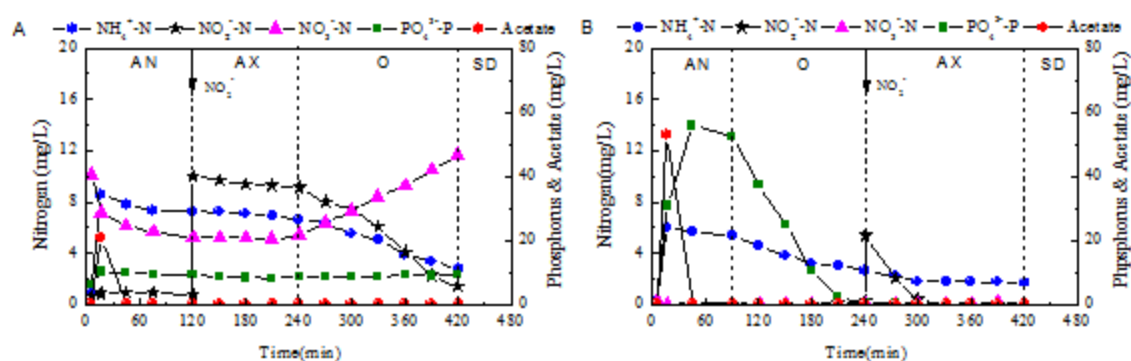 A NH₄⁺-N NO₂⁻-N NO₃⁻-N PO₄³⁻-P Acetate
B NH₄⁺-N NO₂⁻-N NO₃⁻-N PO₄³⁻-P Acetate
AN AX O SD
NO₂⁻
Nitrogen (mg/L)
20
16
12
8
4
0
80
60
40
20
0
Phosphorus & Acetate (mg/L)
0 60 120 180 240 300 360 420 480
Time(min)
AN O AX SD
NO₂⁻
Nitrogen(mg/L)
20
16
12
8
4
0
80
60
40
20
0
Phpsphorus & Acetate (mg/L)
0 60 120 180 240 300 360 420 480
Time(min)